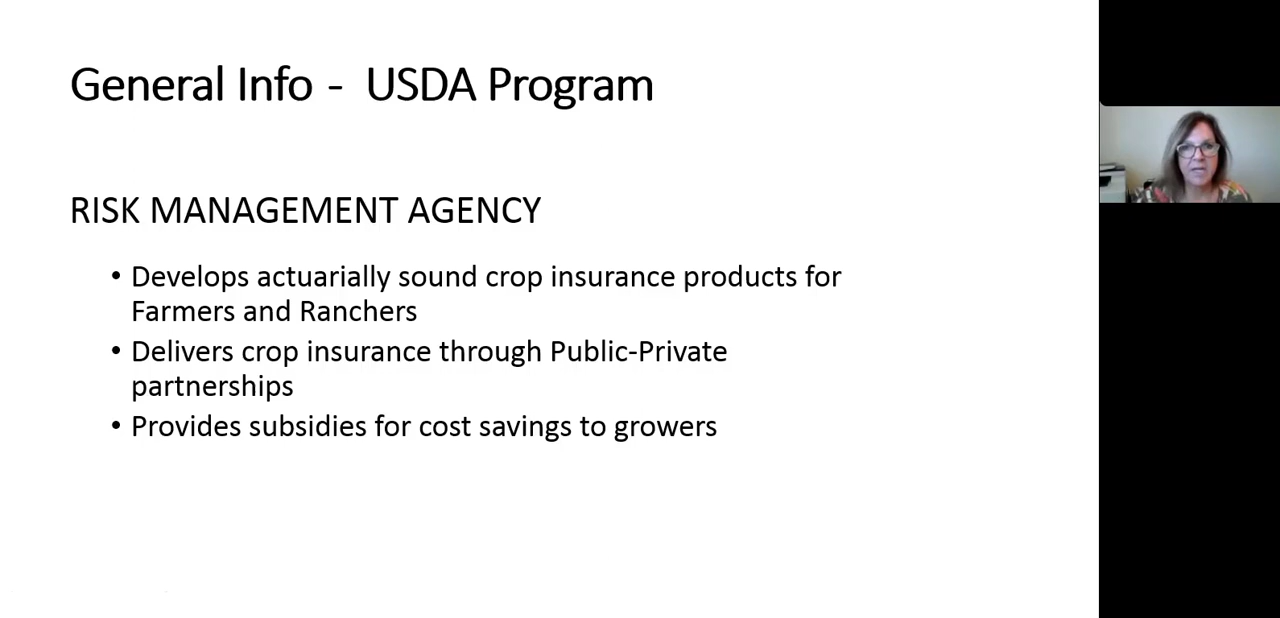 General Info -  USDA Program
RISK MANAGEMENT AGENCY
• Develops actuarially sound crop insurance products for
Farmers and Ranchers
• Delivers crop insurance through Public-Private
partnerships
• Provides subsidies for cost savings to growers